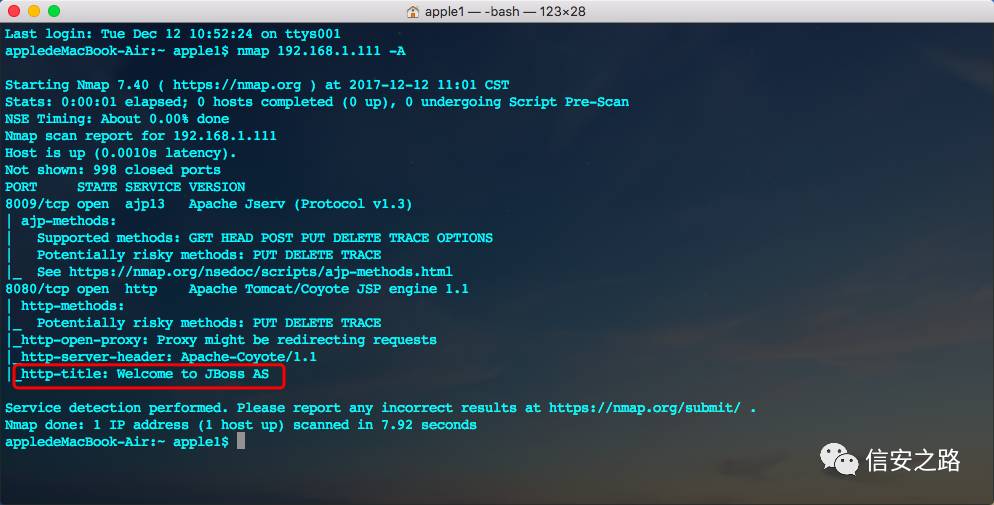 apple1 — -bash — 123×28
Last login: Tue Dec 12 10:52:24 on ttys001
appledeMacBook-Air:~ apple1$ nmap 192.168.1.111 -A
Starting Nmap 7.40 ( https://nmap.org ) at 2017-12-12 11:01 CST
Stats: 0:00:01 elapsed; 0 hosts completed (0 up), 0 undergoing Script Pre-Scan
NSE Timing: About 0.00% done
Nmap scan report for 192.168.1.111
Host is up (0.0010s latency).
Not shown: 998 closed ports
PORT     STATE SERVICE VERSION
8009/tcp open  ajp13   Apache Jserv (Protocol v1.3)
| ajp-methods:
|   Supported methods: GET HEAD POST PUT DELETE TRACE OPTIONS
|   Potentially risky methods: PUT DELETE TRACE
|_  See https://nmap.org/nsedoc/scripts/ajp-methods.html
8080/tcp open  http    Apache Tomcat/Coyote JSP engine 1.1
| http-methods:
|_  Potentially risky methods: PUT DELETE TRACE
|_http-open-proxy: Proxy might be redirecting requests
|_http-server-header: Apache-Coyote/1.1
|_http-title: Welcome to JBoss AS
Service detection performed. Please report any incorrect results at https://nmap.org/submit/ .
Nmap done: 1 IP address (1 host up) scanned in 7.92 seconds
appledeMacBook-Air:~ apple1$
信安之路